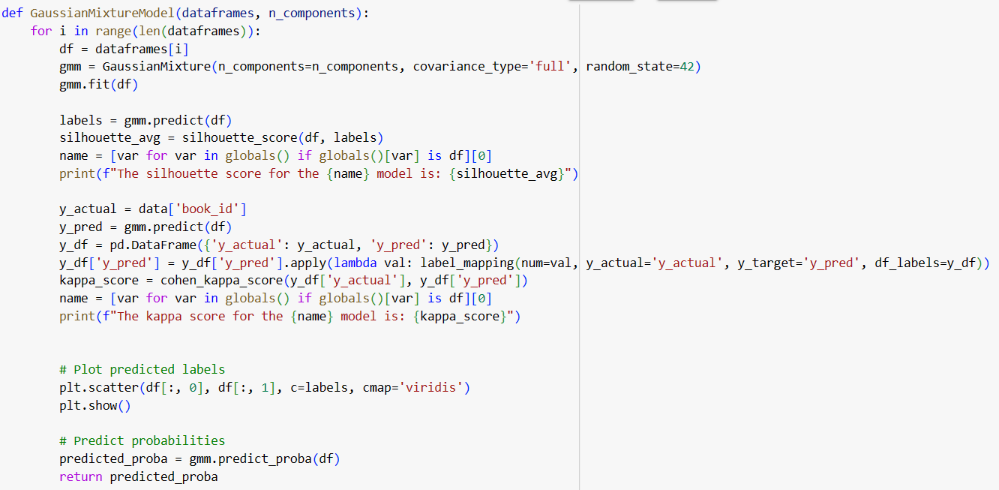 def GaussianMixtureModel(dataframes, n_components):
    for i in range(len(dataframes)):
        df = dataframes[i]
        gmm = GaussianMixture(n_components=n_components, covariance_type='full', random_state=42)
        gmm.fit(df)

        labels = gmm.predict(df)
        silhouette_avg = silhouette_score(df, labels)
        name = [var for var in globals() if globals()[var] is df][0]
        print(f"The silhouette score for the {name} model is: {silhouette_avg}")

        y_actual = data['book_id']
        y_pred = gmm.predict(df)
        y_df = pd.DataFrame({'y_actual': y_actual, 'y_pred': y_pred})
        y_df['y_pred'] = y_df['y_pred'].apply(lambda val: label_mapping(num=val, y_actual='y_actual', y_target='y_pred', df_labels=y_df))
        kappa_score = cohen_kappa_score(y_df['y_actual'], y_df['y_pred'])
        name = [var for var in globals() if globals()[var] is df][0]
        print(f"The kappa score for the {name} model is: {kappa_score}")


        # Plot predicted labels
        plt.scatter(df[:, 0], df[:, 1], c=labels, cmap='viridis')
        plt.show()

        # Predict probabilities
        predicted_proba = gmm.predict_proba(df)
        return predicted_proba